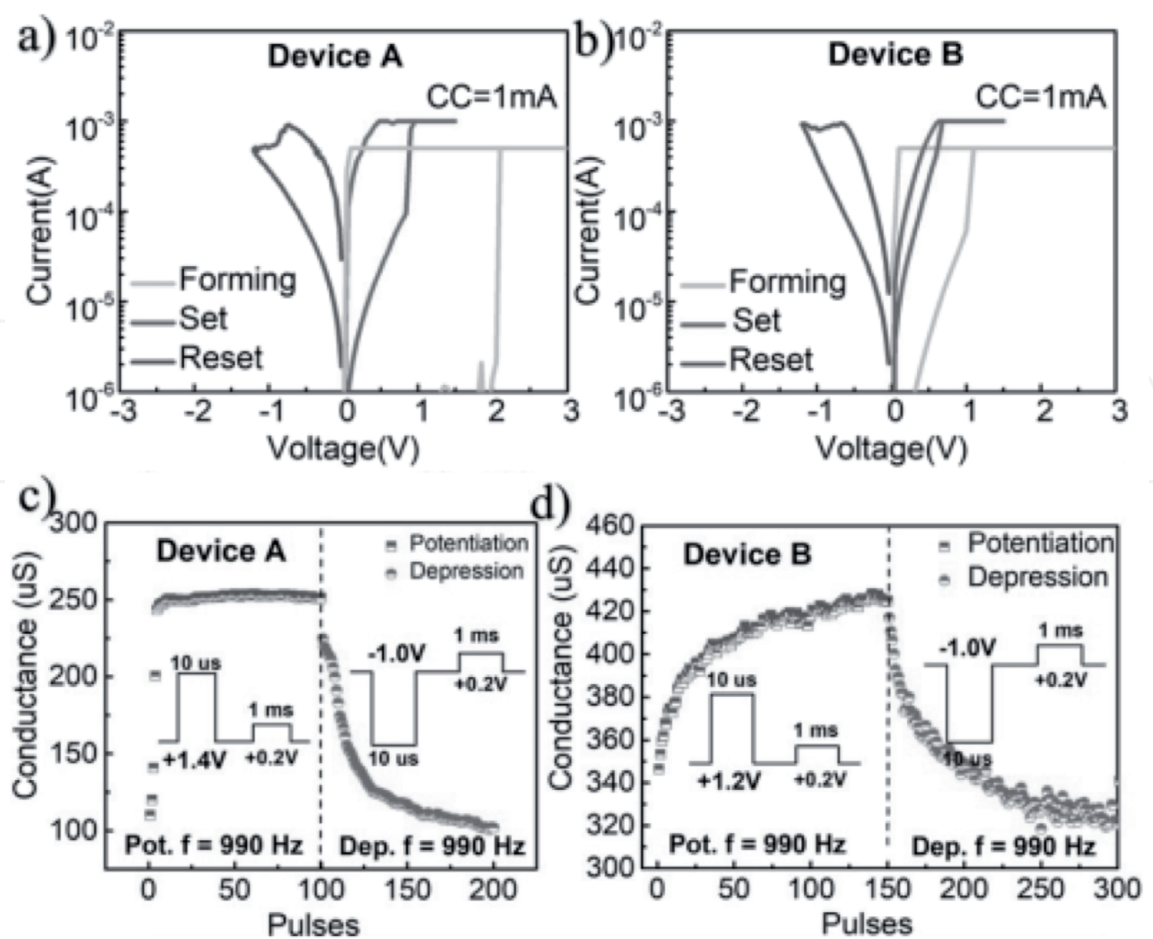 a)
Device A
CC=1mA
Current(A)
10-2
10-3
10-4
10-5
10-6
Forming
Set
Reset
-3 -2 -1 0 1 2 3
Voltage(V)
b)
Device B
CC=1mA
Current(A)
10-2
10-3
10-4
10-5
10-6
Forming
Set
Reset
-3 -2 -1 0 1 2 3
Voltage(V)
c)
Device A
Potentiation
Depression
Conductance (uS)
300
250
200
150
100
10 us
1 ms
+1.4V
+0.2V
-1.0V
1 ms
+0.2V
10 us
Pot. f = 990 Hz
Dep. f = 990 Hz
0 50 100 150 200
Pulses
d)
Device B
Potentiation
Depression
Conductance (uS)
460
440
420
400
380
360
340
320
300
10 us
1 ms
+1.2V
+0.2V
-1.0V
1 ms
+0.2V
10 us
Pot. f = 990 Hz
Dep. f = 990 Hz
0 50 100 150 200 250 300
Pulses